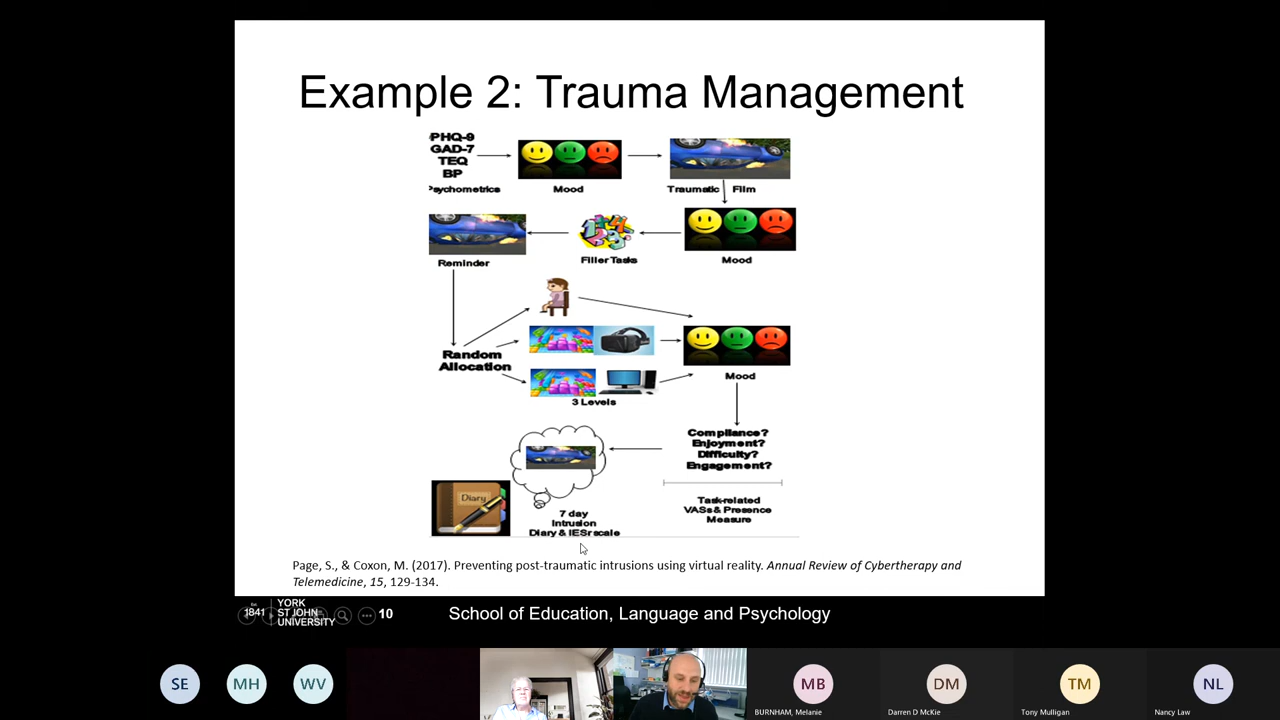 Example 2: Trauma Management
PHQ-9
GAD-7
TEQ
BP
Psychometrics
Mood
Traumatic Film
Reminder
Filler Tasks
Mood
Random
Allocation
3 Levels
Mood
Compliance?
Enjoyment?
Difficulty?
Engagement?
Diary
7 day
Intrusion
Diary & IESr scale
Task-related
VASs & Presence
Measure
Page, S., & Coxon, M. (2017). Preventing post-traumatic intrusions using virtual reality. Annual Review of Cybertherapy and
Telemedicine, 15, 129-134.
Est.
1841
YORK
ST JOHN
UNIVERSITY
10
School of Education, Language and Psychology
SE
MH
WV
MB
BURNHAM, Melanie
DM
Darren D McKie
TM
Tony Mulligan
NL
Nancy Law